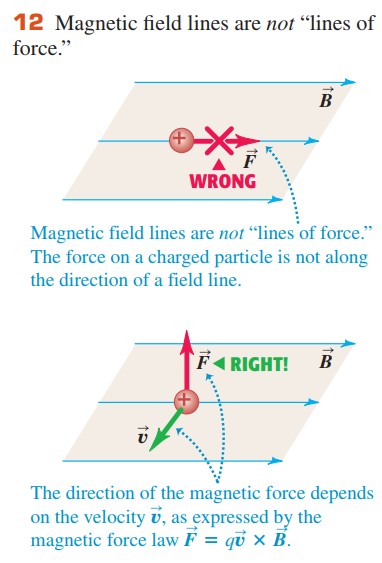 12 Magnetic field lines are not “lines of
force.”
B⃗
+
F⃗
WRONG
Magnetic field lines are not “lines of force.”
The force on a charged particle is not along
the direction of a field line.
F⃗ ◀ RIGHT! B⃗
+
v⃗
The direction of the magnetic force depends
on the velocity v⃗, as expressed by the
magnetic force law F⃗ = qv⃗ × B⃗.